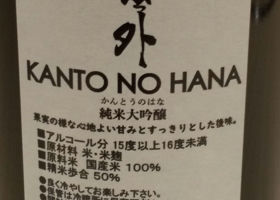 外
KANTO NO HANA
かんとうのはな
純米大吟醸
果実の様な心地よい甘みとすっきりとした後味。
■アルコール分 15度以上16度未満
■原材料 米・米麹
■原料米 国産米 100%
■精米歩合 50%
●良く冷やしてお楽しみ下さい。